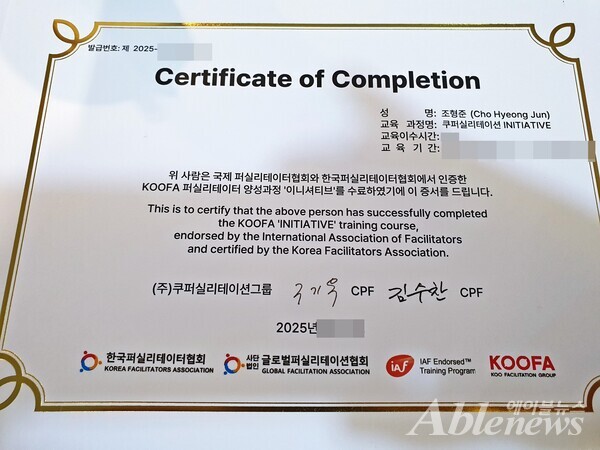 발급번호: 제 2025-
Certificate of Completion
성 명: 조형준 (Cho Hyeong Jun)
교육 과정명: 쿠퍼실리테이션 INITIATIVE
교육이수시간:
교 육 기 간:
위 사람은 국제 퍼실리테이터협회와 한국퍼실리테이터협회에서 인증한
KOOFA 퍼실리테이터 양성과정 '이니셔티브'를 수료하였기에 이 증서를 드립니다.
This is to certify that the above person has successfully completed
the KOOFA 'INITIATIVE' training course,
endorsed by the International Association of Facilitators
and certified by the Korea Facilitators Association.
(주)쿠퍼실리테이션그룹 구기욱 CPF 김수찬 CPF
2025년
한국퍼실리테이터협회
KOREA FACILITATORS ASSOCIATION
사단법인 글로벌퍼실리테이션협회
GLOBAL FACILITATION ASSOCIATION
iAF IAF Endorsed™
Training Program
KOOFA
KOO FACILITATION GROUP
에이블뉴스
Ablenews